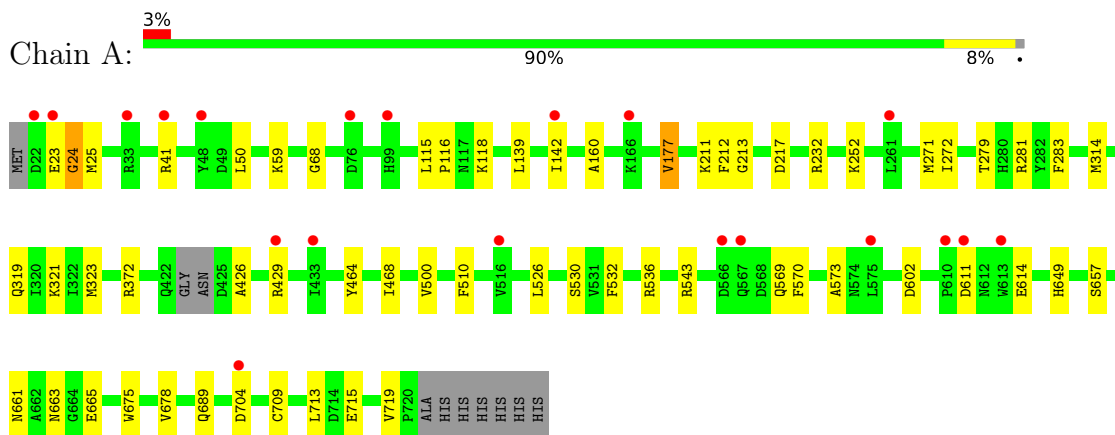 3%
Chain A:
90%
8%
MET D22 E23 G24 M25 R33 R41 Y48 D49 L50 K59 G68 D76 H99 L115 P116 N117 K118 L139 I142 A160 K166 V177 K211 F212 G213 D217 R232 K252 L261 M271 I272 T279 H280 R281 Y282 F283 M314
Q319 I320 K321 I322 M323 R372 Q422 GLY ASN D425 A426 R429 I433 Y464 I468 V500 F510 V516 L526 S530 V531 F532 R536 R543 D566 Q567 D568 Q569 F570 A573 N574 L575 D602 P610 D611 N612 W613 E614 H649 S657
N661 A662 N663 G664 E665 W675 V678 Q689 D704 C709 L713 D714 E715 V719 P720 ALA HIS HIS HIS HIS HIS HIS